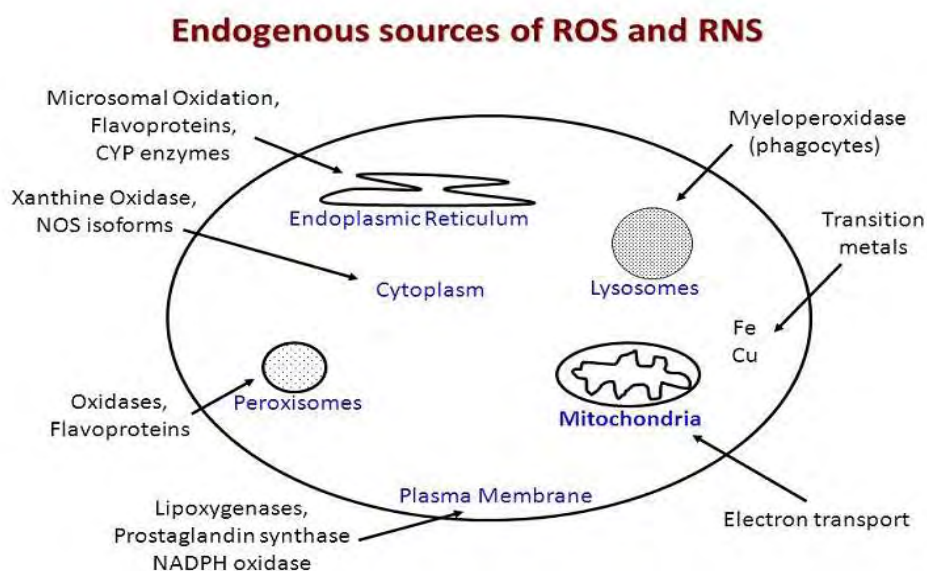 Endogenous sources of ROS and RNS
Microsomal Oxidation,
Flavoproteins,
CYP enzymes
Myeloperoxidase
(phagocytes)
Xanthine Oxidase,
NOS isoforms
Endoplasmic Reticulum
Transition
metals
Cytoplasm
Lysosomes
Fe
Cu
Oxidases,
Flavoproteins
Peroxisomes
Mitochondria
Plasma Membrane
Lipoxygenases,
Prostaglandin synthase
NADPH oxidase
Electron transport